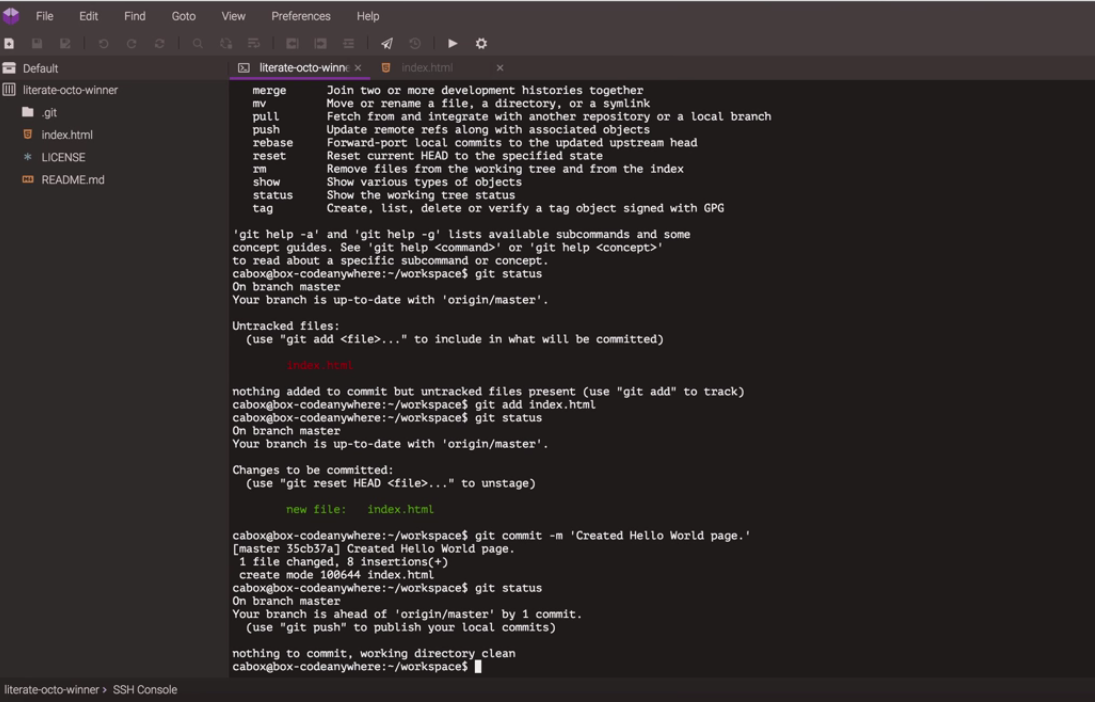 File Edit Find Goto View Preferences Help
Default
literate-octo-winne
index.html
literate-octo-winner
.git
index.html
LICENSE
README.md
merge Join two or more development histories together
mv Move or rename a file, a directory, or a symlink
pull Fetch from and integrate with another repository or a local branch
push Update remote refs along with associated objects
rebase Forward-port local commits to the updated upstream head
reset Reset current HEAD to the specified state
rm Remove files from the working tree and from the index
show Show various types of objects
status Show the working tree status
tag Create, list, delete or verify a tag object signed with GPG
'git help -a' and 'git help -g' lists available subcommands and some
concept guides. See 'git help <command>' or 'git help <concept>'
to read about a specific subcommand or concept.
cabox@box-codeanywhere:~/workspace$ git status
On branch master
Your branch is up-to-date with 'origin/master'.
Untracked files:
(use "git add <file>..." to include in what will be committed)
index.html
nothing added to commit but untracked files present (use "git add" to track)
cabox@box-codeanywhere:~/workspace$ git add index.html
cabox@box-codeanywhere:~/workspace$ git status
On branch master
Your branch is up-to-date with 'origin/master'.
Changes to be committed:
(use "git reset HEAD <file>..." to unstage)
new file: index.html
cabox@box-codeanywhere:~/workspace$ git commit -m 'Created Hello World page.'
[master 35cb37a] Created Hello World page.
1 file changed, 8 insertions(+)
create mode 100644 index.html
cabox@box-codeanywhere:~/workspace$ git status
On branch master
Your branch is ahead of 'origin/master' by 1 commit.
(use "git push" to publish your local commits)
nothing to commit, working directory clean
cabox@box-codeanywhere:~/workspace$
literate-octo-winner › SSH Console